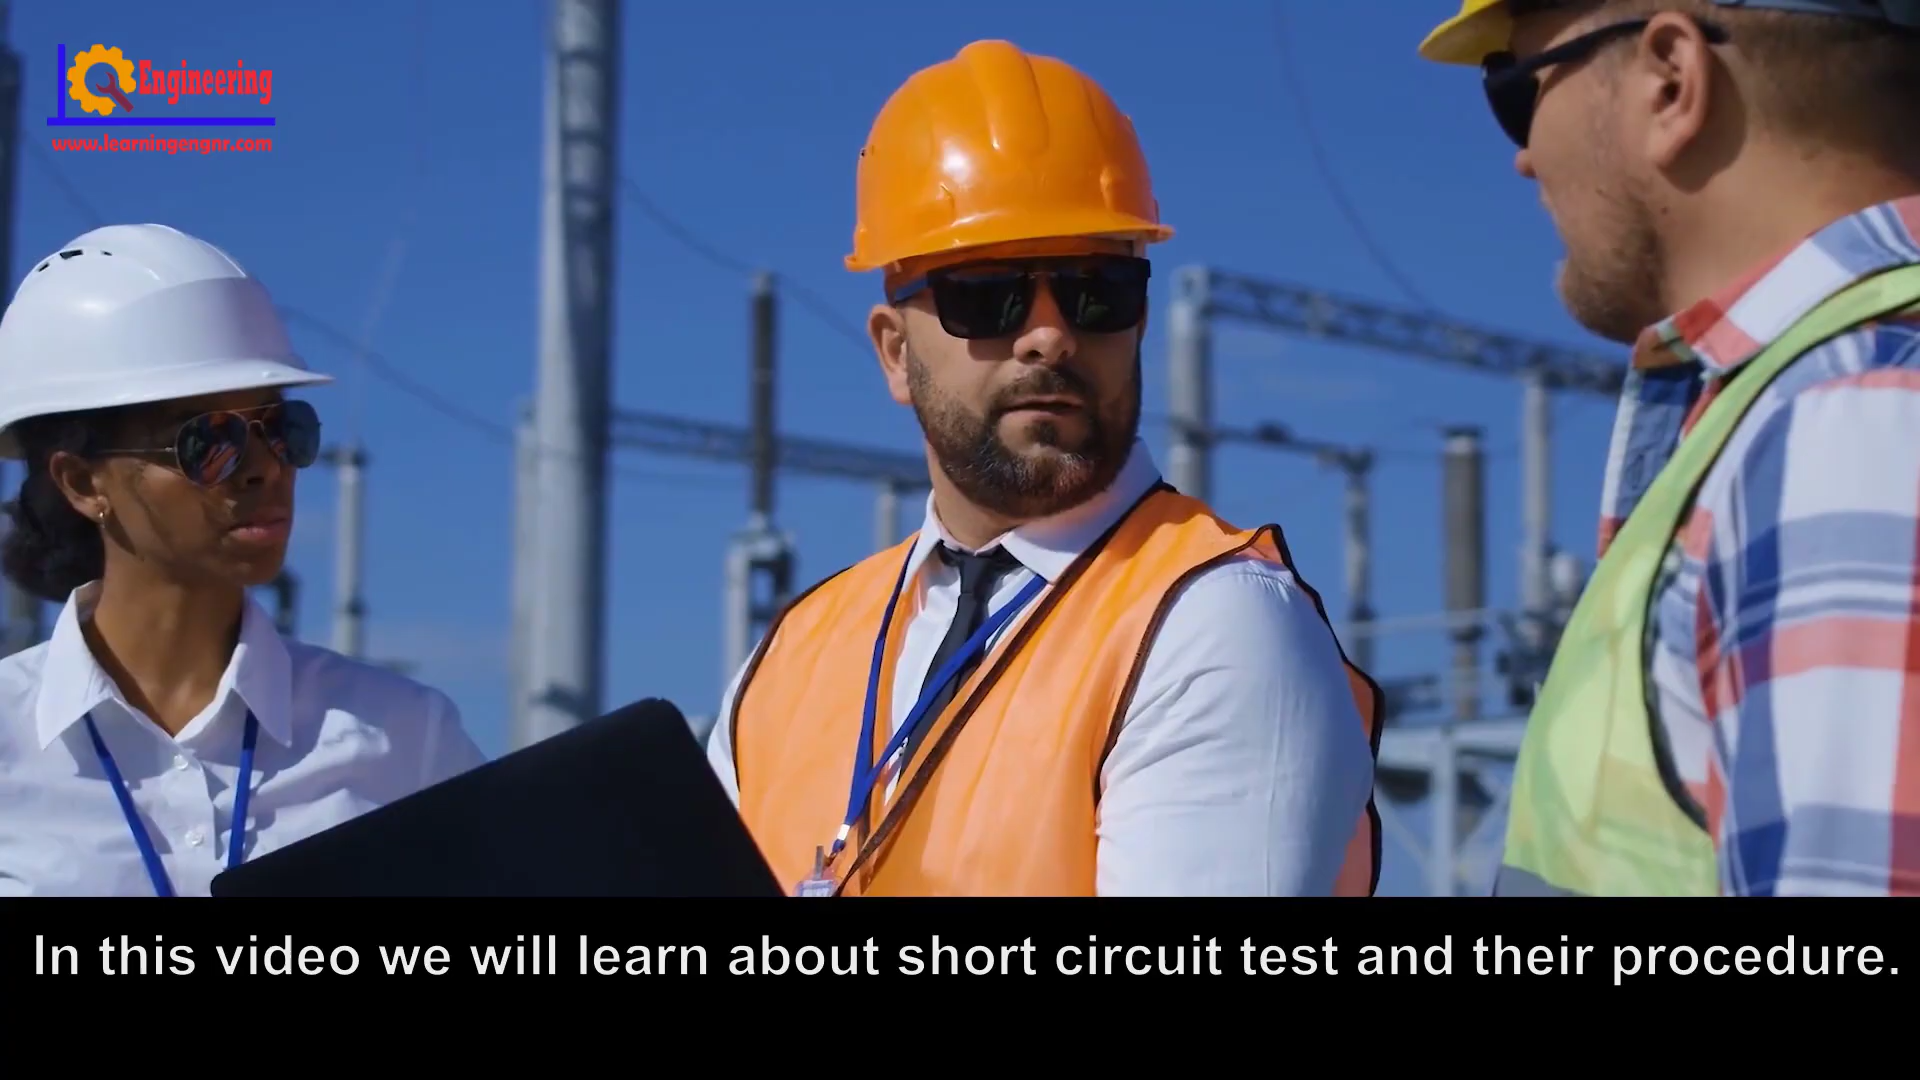 Engineering
www.learningengnr.com
In this video we will learn about short circuit test and their procedure.